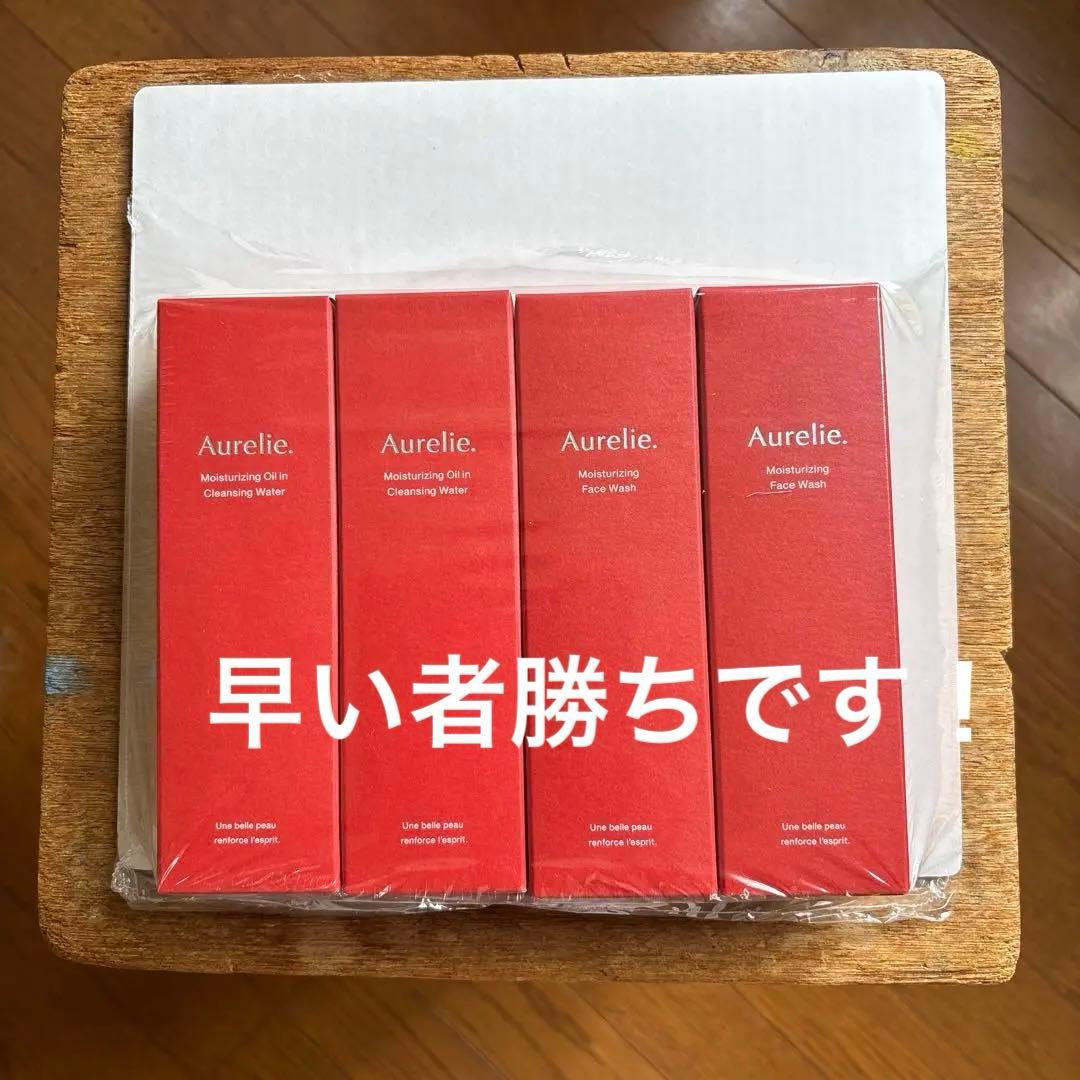 Aurelie.
Moisturizing Oil in
Cleansing Water
Aurelie.
Moisturizing Oil in
Cleansing Water
Aurelie.
Moisturizing
Face Wash
Aurelie.
Moisturizing
Face Wash
早い者勝ちです！
Une belle peau
renforce l'esprit.
Une belle peau
renforce l'esprit.
Une belle peau
renforce l'esprit.
Une belle peau
renforce l'esprit.